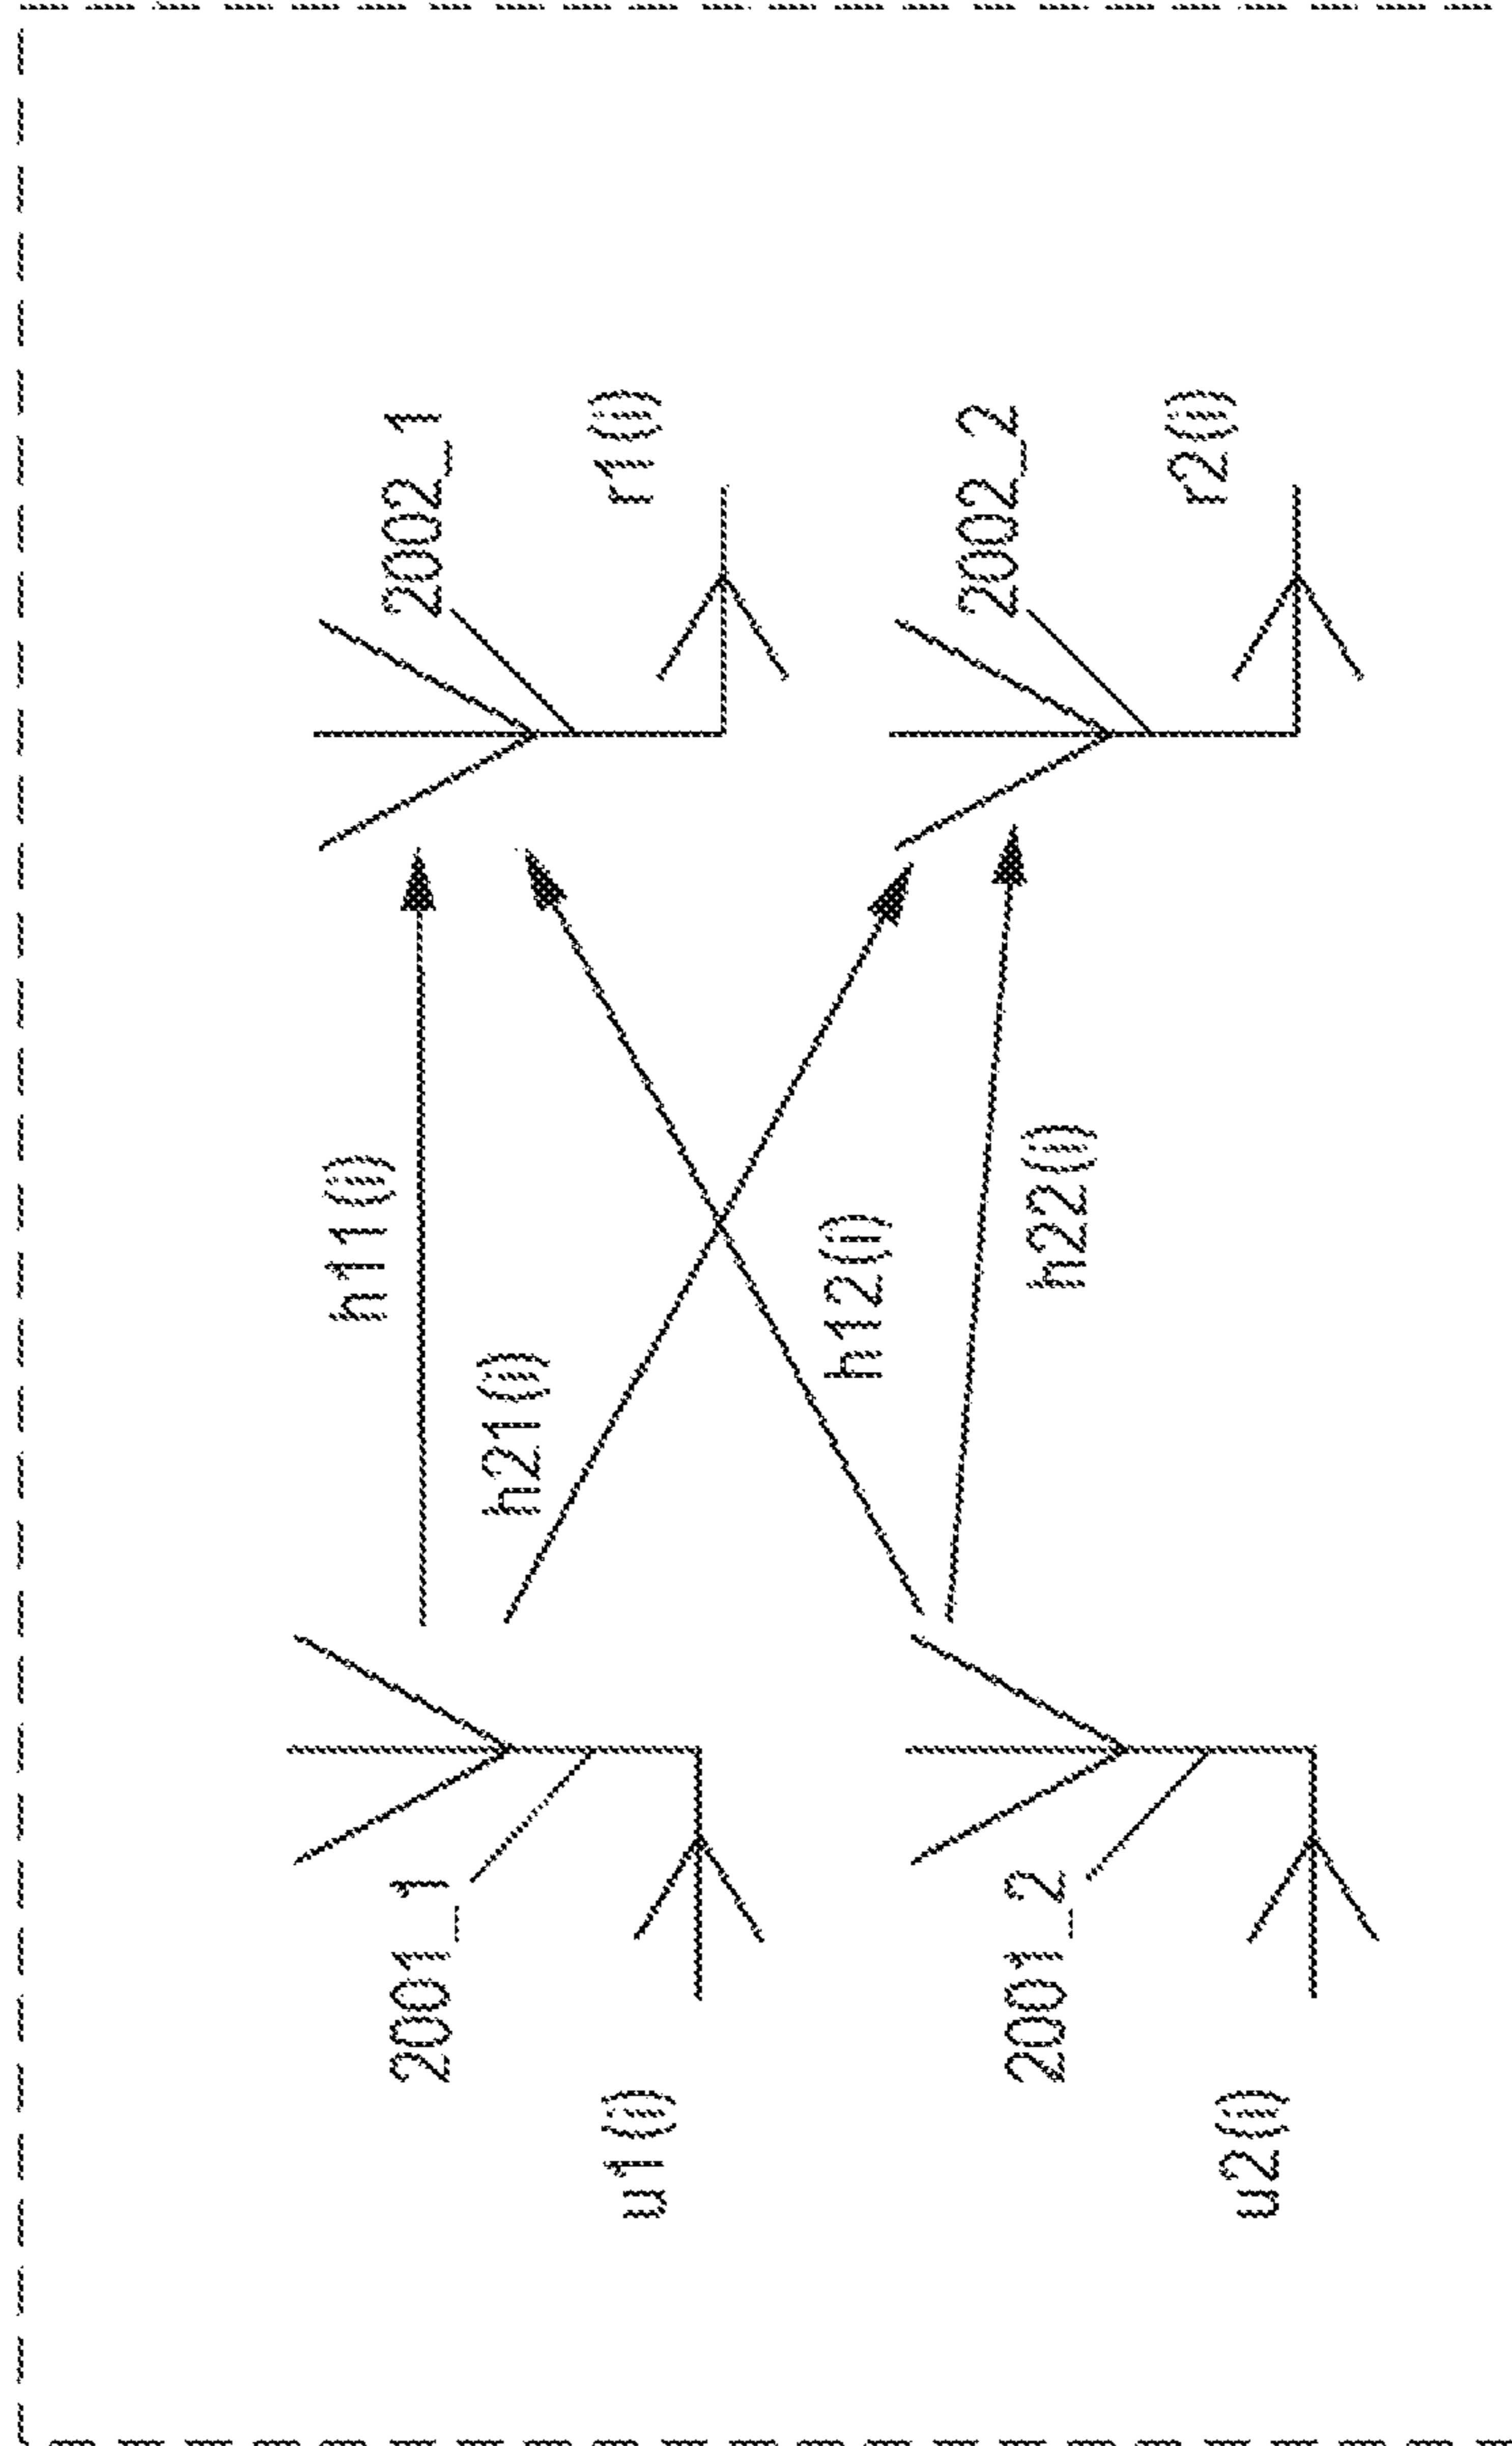 2001_1
u1(i)
2001_2
u2(i)
h11(i)
h21(i)
h12(i)
h22(i)
2002_1
r1(i)
2002_2
r2(i)